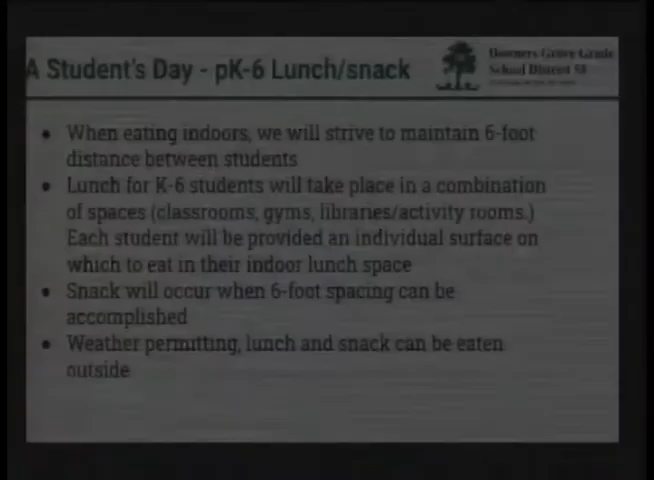 A Student's Day - pK-6 Lunch/snack
Downers Grove Grade
School District 58
• When eating indoors, we will strive to maintain 6-foot
distance between students
• Lunch for K-6 students will take place in a combination
of spaces (classrooms, gyms, libraries/activity rooms.)
Each student will be provided an individual surface on
which to eat in their indoor lunch space
• Snack will occur when 6-foot spacing can be
accomplished
• Weather permitting, lunch and snack can be eaten
outside